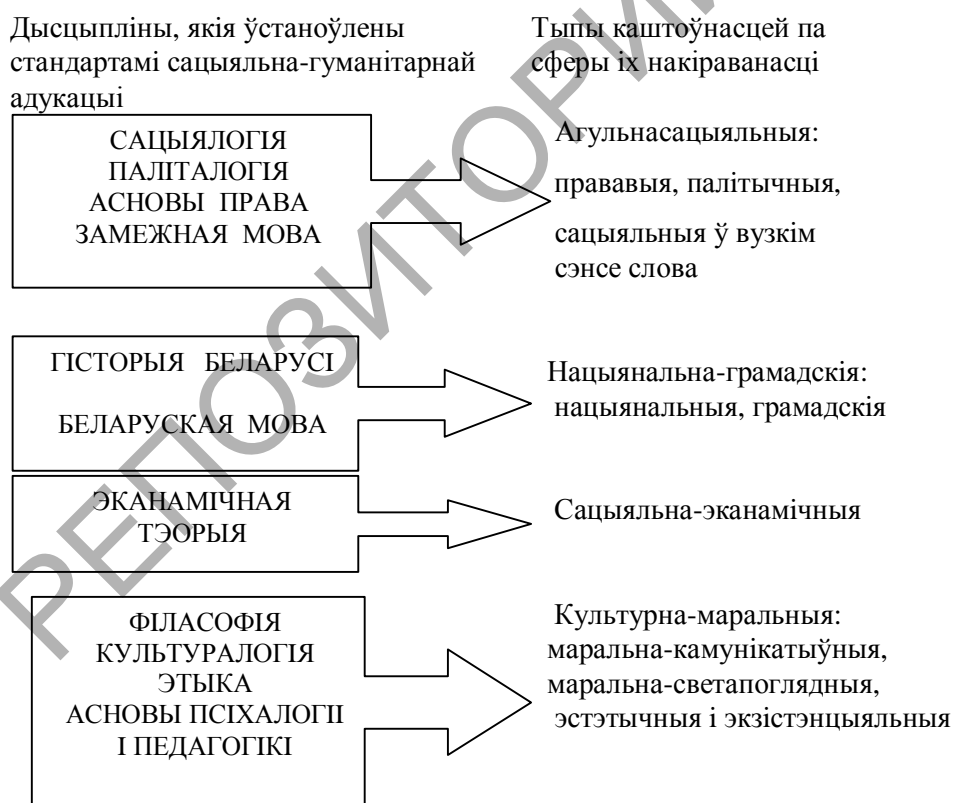 Дысцыпліны, якія ўстаноўлены
стандартамі сацыяльна-гуманітарнай
адукацыі
Тыпы каштоўнасцей па
сферы іх накіраванасці
САЦЫЯЛОГІЯ
ПАЛІТАЛОГІЯ
АСНОВЫ ПРАВА
ЗАМЕЖНАЯ МОВА
Агульнасацыяльныя:
прававыя, палітычныя,
сацыяльныя ў вузкім
сэнсе слова
ГІСТОРЫЯ БЕЛАРУСІ
БЕЛАРУСКАЯ МОВА
Нацыянальна-грамадскія:
нацыянальныя, грамадскія
ЭКАНАМІЧНАЯ
ТЭОРЫЯ
Сацыяльна-эканамічныя
ФІЛАСОФІЯ
КУЛЬТУРАЛОГІЯ
ЭТЫКА
АСНОВЫ ПСІХАЛОГІІ
І ПЕДАГОГІКІ
Культурна-маральныя:
маральна-камунікатыўныя,
маральна-светапоглядныя,
эстэтычныя і экзістэнцыяльныя